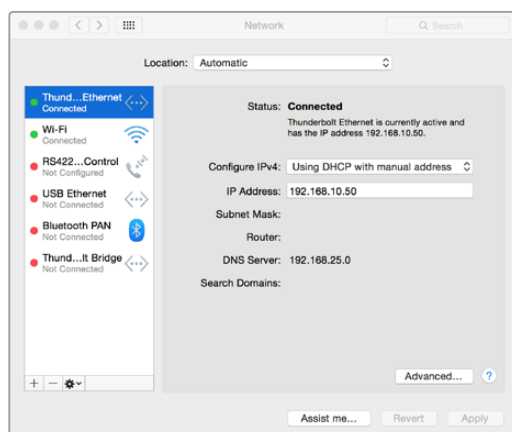 Network
Search
Location: Automatic
Thund...Ethernet
Connected
Wi-Fi
Connected
RS422...Control
Not Configured
USB Ethernet
Not Connected
Bluetooth PAN
Not Connected
Thund...lt Bridge
Not Connected
Status: Connected
Thunderbolt Ethernet is currently active and
has the IP address 192.168.10.50.
Configure IPv4: Using DHCP with manual address
IP Address: 192.168.10.50
Subnet Mask:
Router:
DNS Server: 192.168.25.0
Search Domains:
Advanced... ?
Assist me... Revert Apply